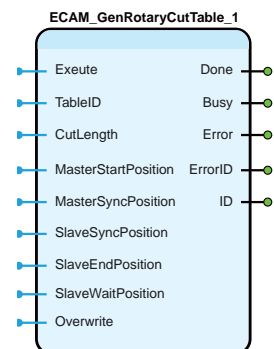 ECAM_GenRotaryCutTable_1
Exeute Done
TableID Busy
CutLength Error
MasterStartPosition ErrorID
MasterSyncPosition ID
SlaveSyncPosition
SlaveEndPosition
SlaveWaitPosition
Overwrite